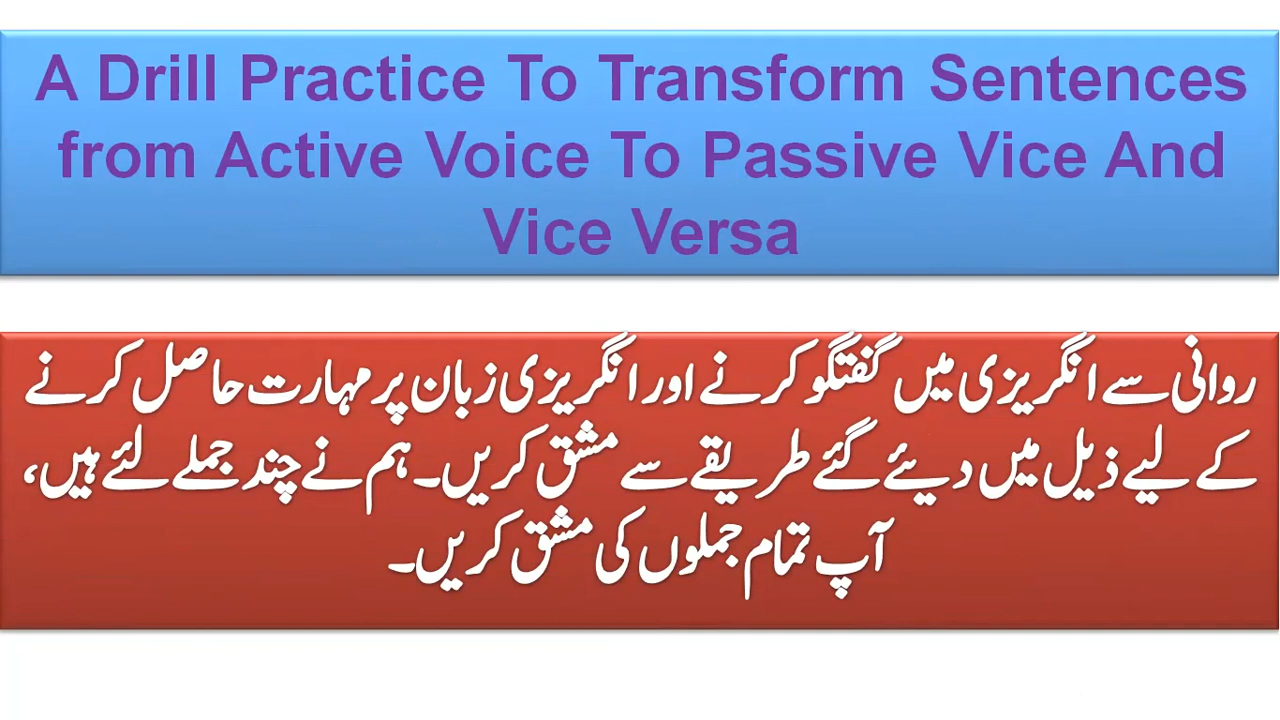 A Drill Practice To Transform Sentences
from Active Voice To Passive Vice And
Vice Versa
روانی سے انگریزی میں گفتگو کرنے اور انگریزی زبان پر مہارت حاصل کرنے
کے لیے ذیل میں دیئے گئے طریقے سے مشق کریں۔ ہم نے چند جملے لئے ہیں،
آپ تمام جملوں کی مشق کریں۔